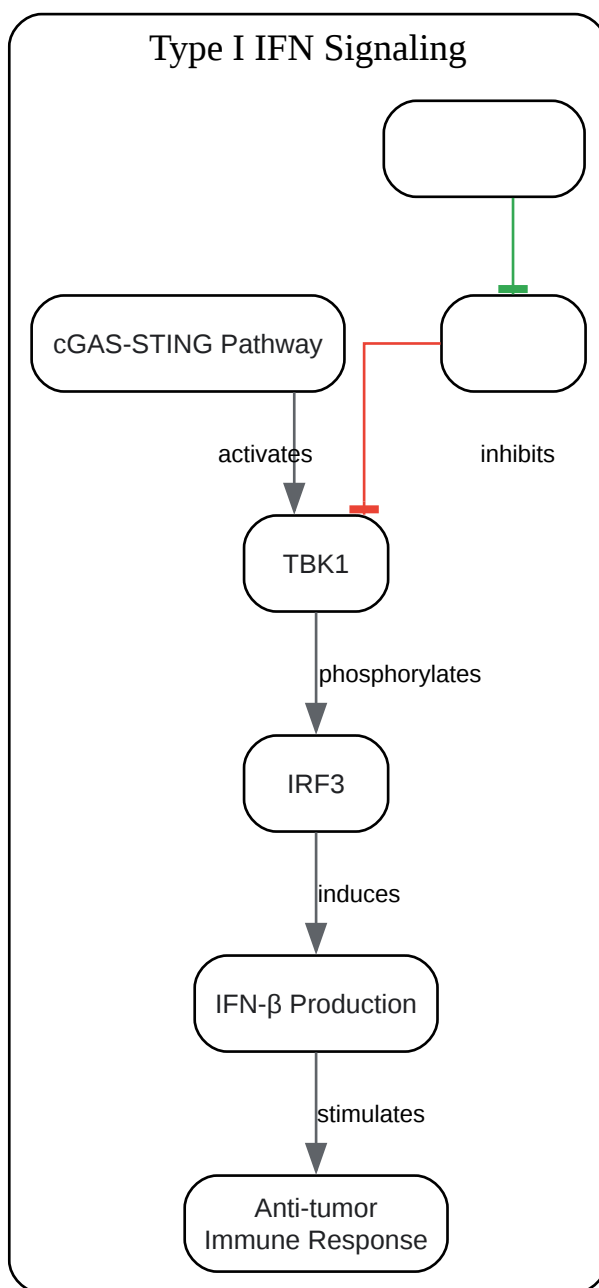 Type I IFN Signaling
cGAS-STING Pathway
activates
inhibits
TBK1
phosphorylates
IRF3
induces
IFN-β Production
stimulates
Anti-tumor
Immune Response